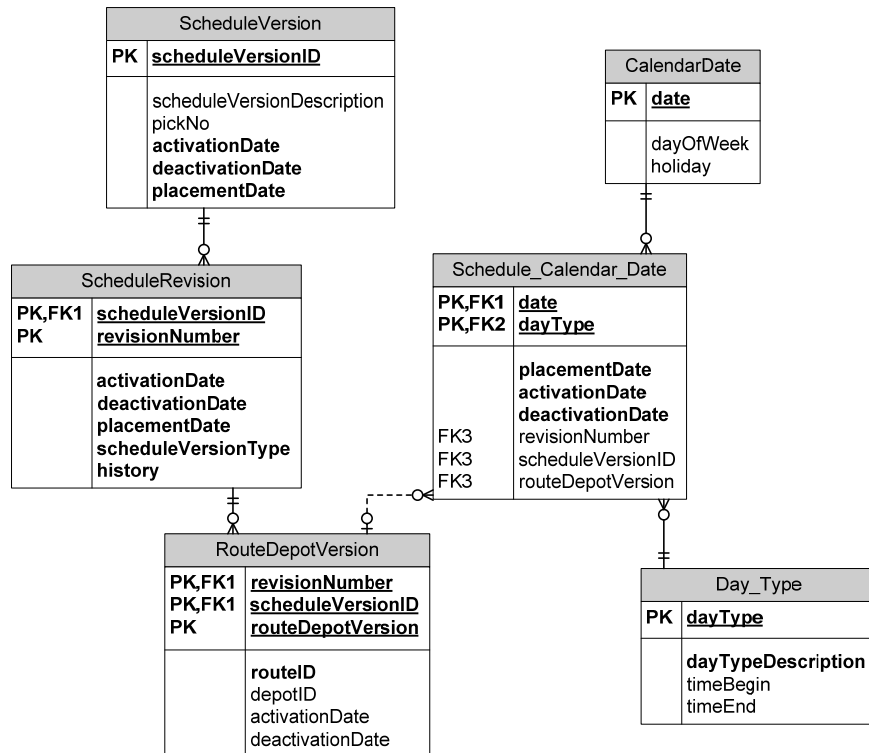 ScheduleVersion
PK scheduleVersionID
scheduleVersionDescription
pickNo
activationDate
deactivationDate
placementDate
CalendarDate
PK date
dayOfWeek
holiday
ScheduleRevision
PK,FK1 scheduleVersionID
PK revisionNumber
activationDate
deactivationDate
placementDate
scheduleVersionType
history
Schedule_Calendar_Date
PK,FK1 date
PK,FK2 dayType
placementDate
activationDate
deactivationDate
FK3 revisionNumber
FK3 scheduleVersionID
FK3 routeDepotVersion
RouteDepotVersion
PK,FK1 revisionNumber
PK,FK1 scheduleVersionID
PK routeDepotVersion
routeID
depotID
activationDate
deactivationDate
Day_Type
PK dayType
dayTypeDescription
timeBegin
timeEnd